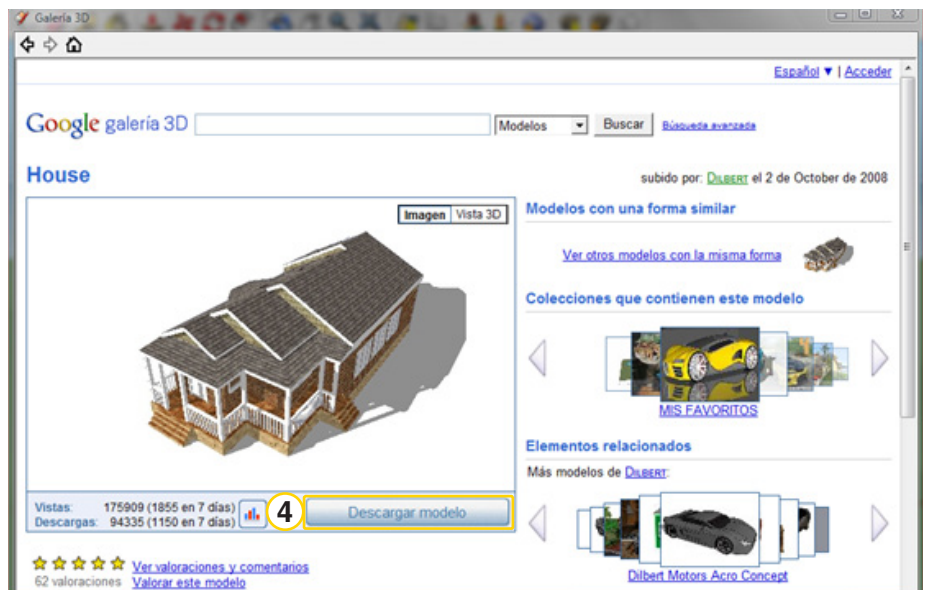 Galería 3D
Español ▼ | Acceder
Google galería 3D
Modelos
Buscar
Búsqueda avanzada
House
subido por: DILBERT el 2 de October de 2008
Imagen Vista 3D
Modelos con una forma similar
Ver otros modelos con la misma forma
Colecciones que contienen este modelo
MIS FAVORITOS
Elementos relacionados
Más modelos de DILBERT:
Dilbert Motors Acro Concept
Vistas: 175909 (1855 en 7 días)
Descargas: 94335 (1150 en 7 días)
4
Descargar modelo
Ver valoraciones y comentarios
62 valoraciones Valorar este modelo